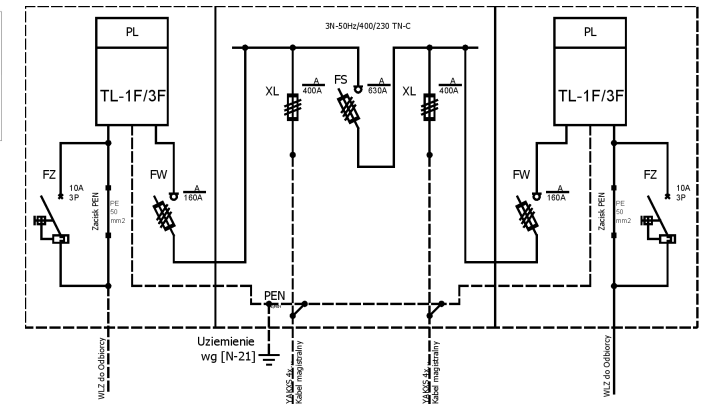 3N-50Hz/400/230 TN-C
PL
TL-1F/3F
FZ
10A
3P
Zacisk PEN
PE
50
mm2
FW
A
160A
XL
A
400A
FS
A
630A
XL
A
400A
PL
TL-1F/3F
FW
A
160A
Zacisk PEN
PE
50
mm2
FZ
10A
3P
PEN
Uziemienie
wg [N-21]
WLZ do Odbiorcy
YAKXS 4x
Kabel magistralny
YAKXS 4x
Kabel magistralny
WLZ do Odbiorcy